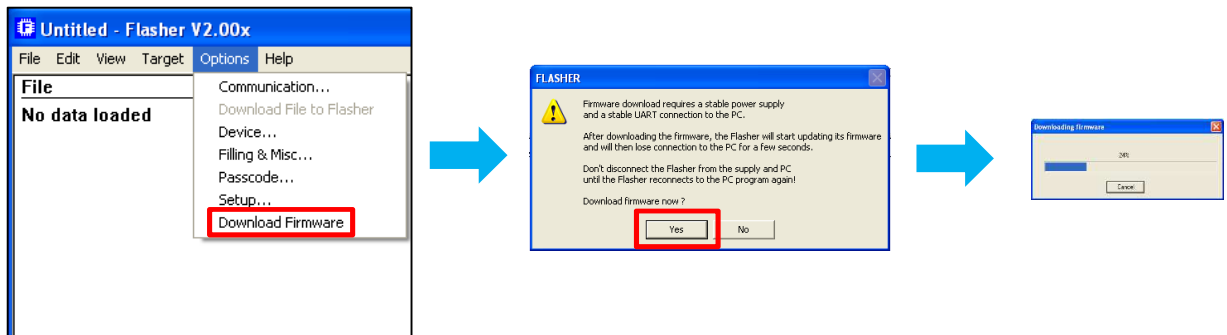 Untitled - Flasher V2.00x
File Edit View Target Options Help
File
No data loaded
Communication...
Download File to Flasher
Device...
Filling & Misc...
Passcode...
Setup...
Download Firmware
FLASHER
Firmware download requires a stable power supply
and a stable UART connection to the PC.
After downloading the firmware, the Flasher will start updating its firmware
and will then lose connection to the PC for a few seconds.
Don't disconnect the Flasher from the supply and PC
until the Flasher reconnects to the PC program again!
Download firmware now ?
Yes No
Downloading firmware
24%
Cancel